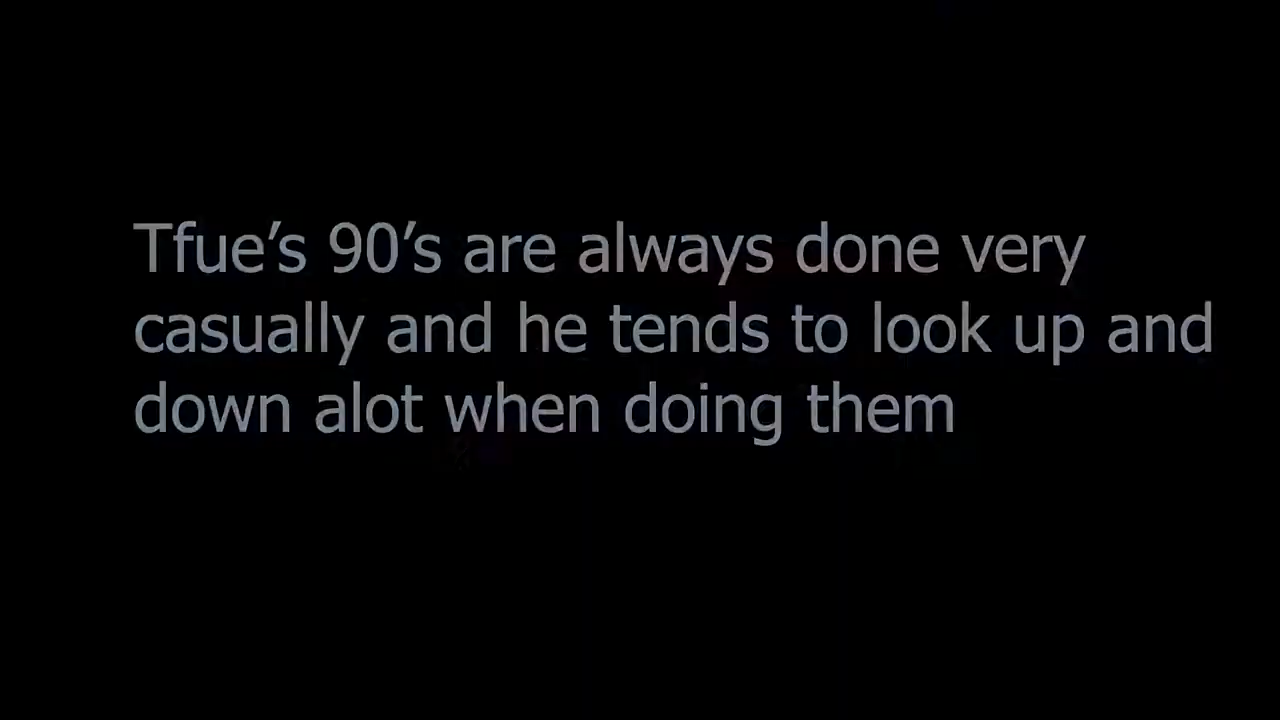 Tfue’s 90’s are always done very
casually and he tends to look up and
down alot when doing them